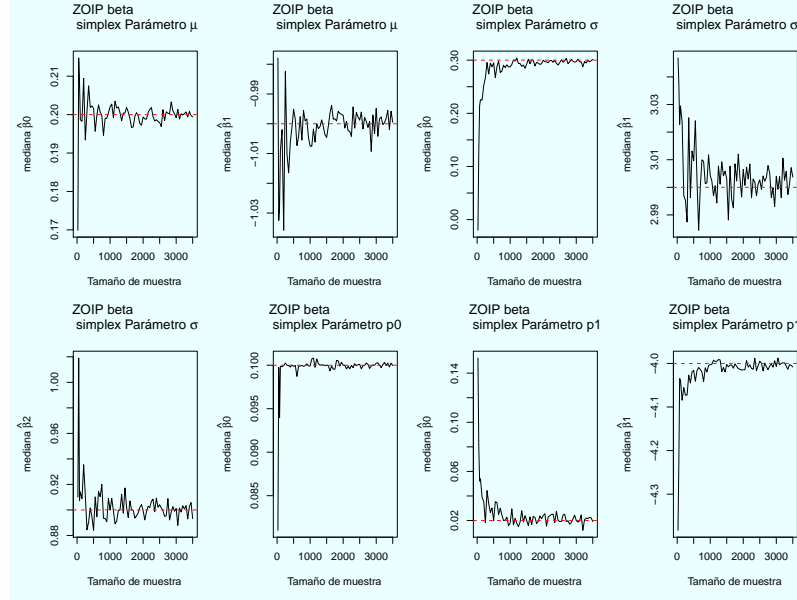 ZOIP beta
simplex Parámetro μ
mediana β̂0
0.17
0.18
0.19
0.20
0.21
0 1000 2000 3000
Tamaño de muestra
ZOIP beta
simplex Parámetro μ
mediana β̂1
−1.03
−1.01
−0.99
0 1000 2000 3000
Tamaño de muestra
ZOIP beta
simplex Parámetro σ
mediana β̂0
0.00
0.10
0.20
0.30
0 1000 2000 3000
Tamaño de muestra
ZOIP beta
simplex Parámetro σ
mediana β̂1
2.99
3.01
3.03
0 1000 2000 3000
Tamaño de muestra
ZOIP beta
simplex Parámetro σ
mediana β̂2
0.88
0.92
0.96
1.00
0 1000 2000 3000
Tamaño de muestra
ZOIP beta
simplex Parámetro p0
mediana β̂0
0.085
0.090
0.095
0.100
0 1000 2000 3000
Tamaño de muestra
ZOIP beta
simplex Parámetro p1
mediana β̂0
0.02
0.06
0.10
0.14
0 1000 2000 3000
Tamaño de muestra
ZOIP beta
simplex Parámetro p1
mediana β̂1
−4.3
−4.2
−4.1
−4.0
0 1000 2000 3000
Tamaño de muestra